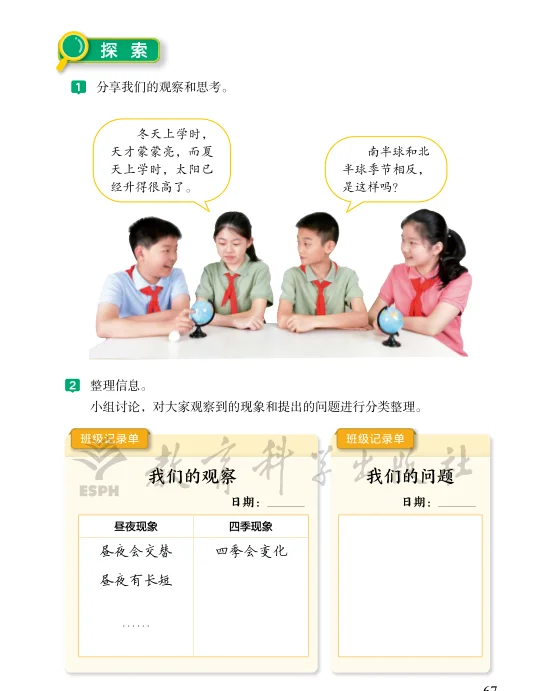 探索
1 分享我们的观察和思考。
冬天上学时，
天才蒙蒙亮，而夏
天上学时，太阳已
经升得很高了。
南半球和北
半球季节相反，
是这样吗？
2 整理信息。
小组讨论，对大家观察到的现象和提出的问题进行分类整理。
班级记录单
我们的观察
日期：
昼夜现象 四季现象
昼夜会交替 四季会变化
昼夜有长短
……
班级记录单
我们的问题
日期：
ESPH 教育科学出版社
67